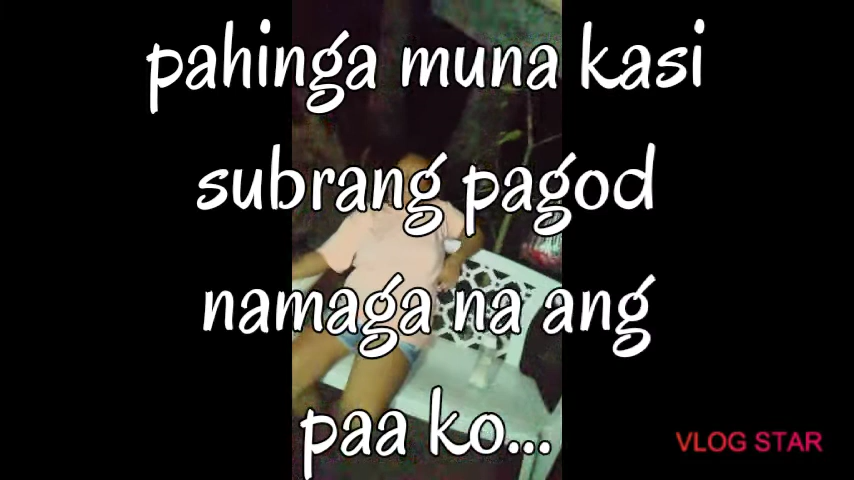 pahinga muna kasi
subrang pagod
namaga na ang
paa ko...
VLOG STAR